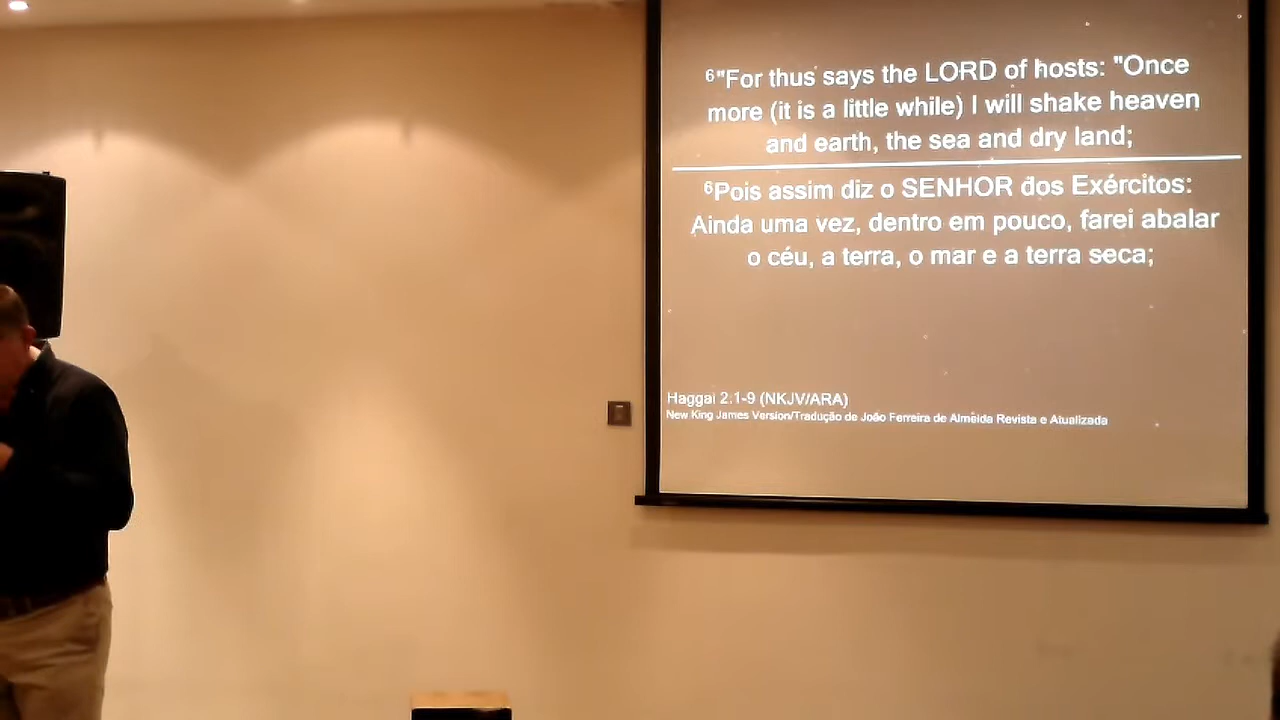 6"For thus says the LORD of hosts: "Once
more (it is a little while) I will shake heaven
and earth, the sea and dry land;
6Pois assim diz o SENHOR dos Exércitos:
Ainda uma vez, dentro em pouco, farei abalar
o céu, a terra, o mar e a terra seca;
Haggai 2.1-9 (NKJV/ARA)
New King James Version/Tradução de João Ferreira de Almeida Revista e Atualizada